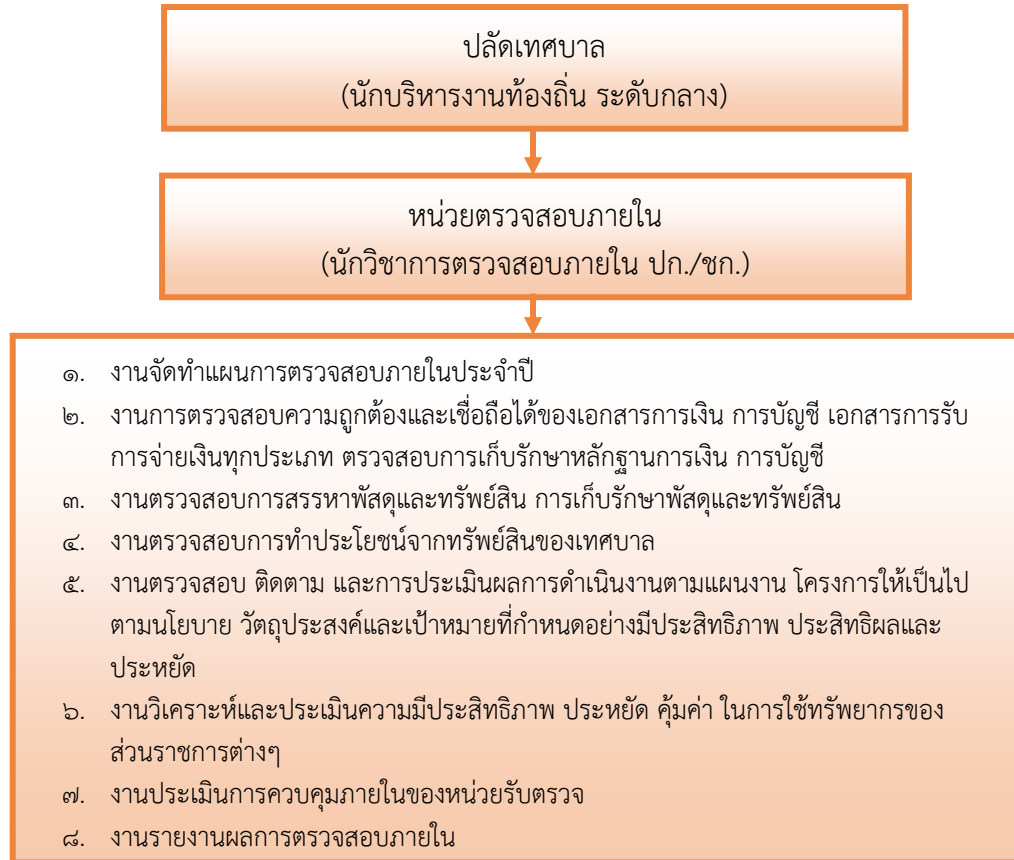 ปลัดเทศบาล
(นักบริหารงานท้องถิ่น ระดับกลาง)
หน่วยตรวจสอบภายใน
(นักวิชาการตรวจสอบภายใน ปก./ชก.)
๑. งานจัดทำแผนการตรวจสอบภายในประจำปี
๒. งานการตรวจสอบความถูกต้องและเชื่อถือได้ของเอกสารการเงิน การบัญชี เอกสารการรับ
การจ่ายเงินทุกประเภท ตรวจสอบการเก็บรักษาหลักฐานการเงิน การบัญชี
๓. งานตรวจสอบการสรรหาพัสดุและทรัพย์สิน การเก็บรักษาพัสดุและทรัพย์สิน
๔. งานตรวจสอบการทำประโยชน์จากทรัพย์สินของเทศบาล
๕. งานตรวจสอบ ติดตาม และการประเมินผลการดำเนินงานตามแผนงาน โครงการให้เป็นไป
ตามนโยบาย วัตถุประสงค์และเป้าหมายที่กำหนดอย่างมีประสิทธิภาพ ประสิทธิผลและ
ประหยัด
๖. งานวิเคราะห์และประเมินความมีประสิทธิภาพ ประหยัด คุ้มค่า ในการใช้ทรัพยากรของ
ส่วนราชการต่างๆ
๗. งานประเมินการควบคุมภายในของหน่วยรับตรวจ
๘. งานรายงานผลการตรวจสอบภายใน